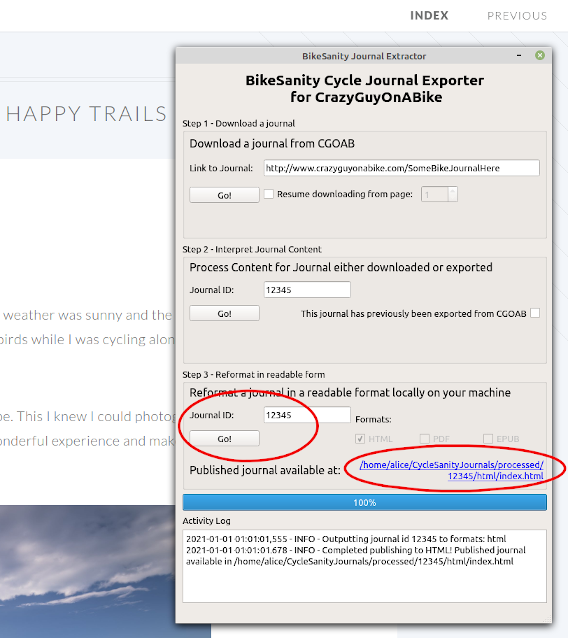 INDEX
PREVIOUS
BikeSanity Journal Extractor
HAPPY TRAILS
BikeSanity Cycle Journal Exporter
for CrazyGuyOnABike
Step 1 - Download a journal
Download a journal from CGOAB
Link to Journal: http://www.crazyguyonabike.com/SomeBikeJournalHere
Go! Resume downloading from page: 1
Step 2 - Interpret Journal Content
Process Content for Journal either downloaded or exported
Journal ID: 12345
Go! This journal has previously been exported from CGOAB
weather was sunny and the
birds while I was cycling alon
Step 3 - Reformat in readable form
Reformat a journal in a readable format locally on your machine
Journal ID: 12345 Formats:
Go! HTML PDF EPUB
pe. This I knew I could photog
onderful experience and mak
Published journal available at: /home/alice/CycleSanityJournals/processed/
12345/html/index.html
100%
Activity Log
2021-01-01 01:01:01,555 - INFO - Outputting journal id 12345 to formats: html
2021-01-01 01:01:01.678 - INFO - Completed publishing to HTML! Published journal
available in /home/alice/CycleSanityJournals/processed/12345/html/index.html